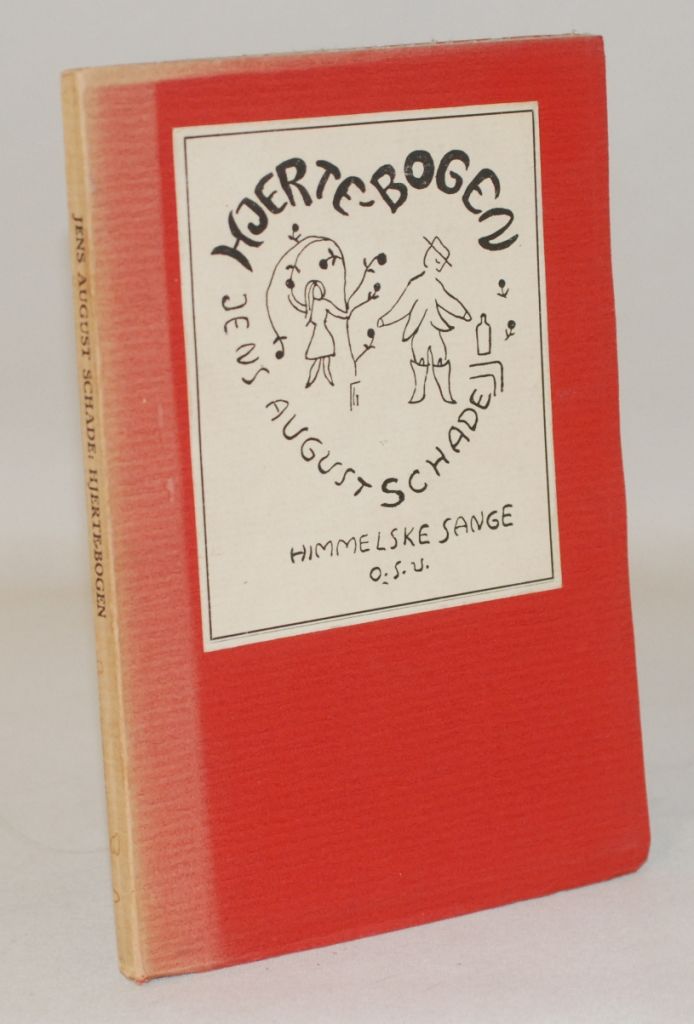 HJERTE-BOGEN
JENS AUGUST SCHADE
HIMMELSKE SANGE
O.S.V.
JENS AUGUST SCHADE: HJERTE-BOGEN